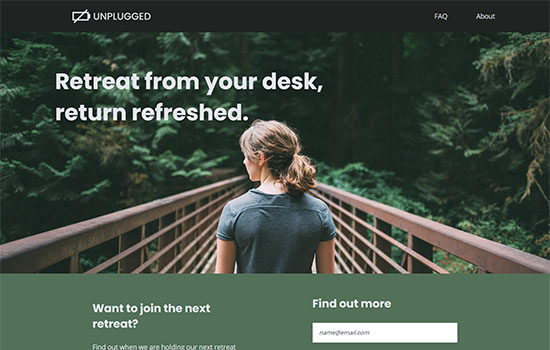 UNPLUGGED
FAQ
About
Retreat from your desk,
return refreshed.
Want to join the next
retreat?
Find out when we are holding our next retreat
Find out more
name@email.com